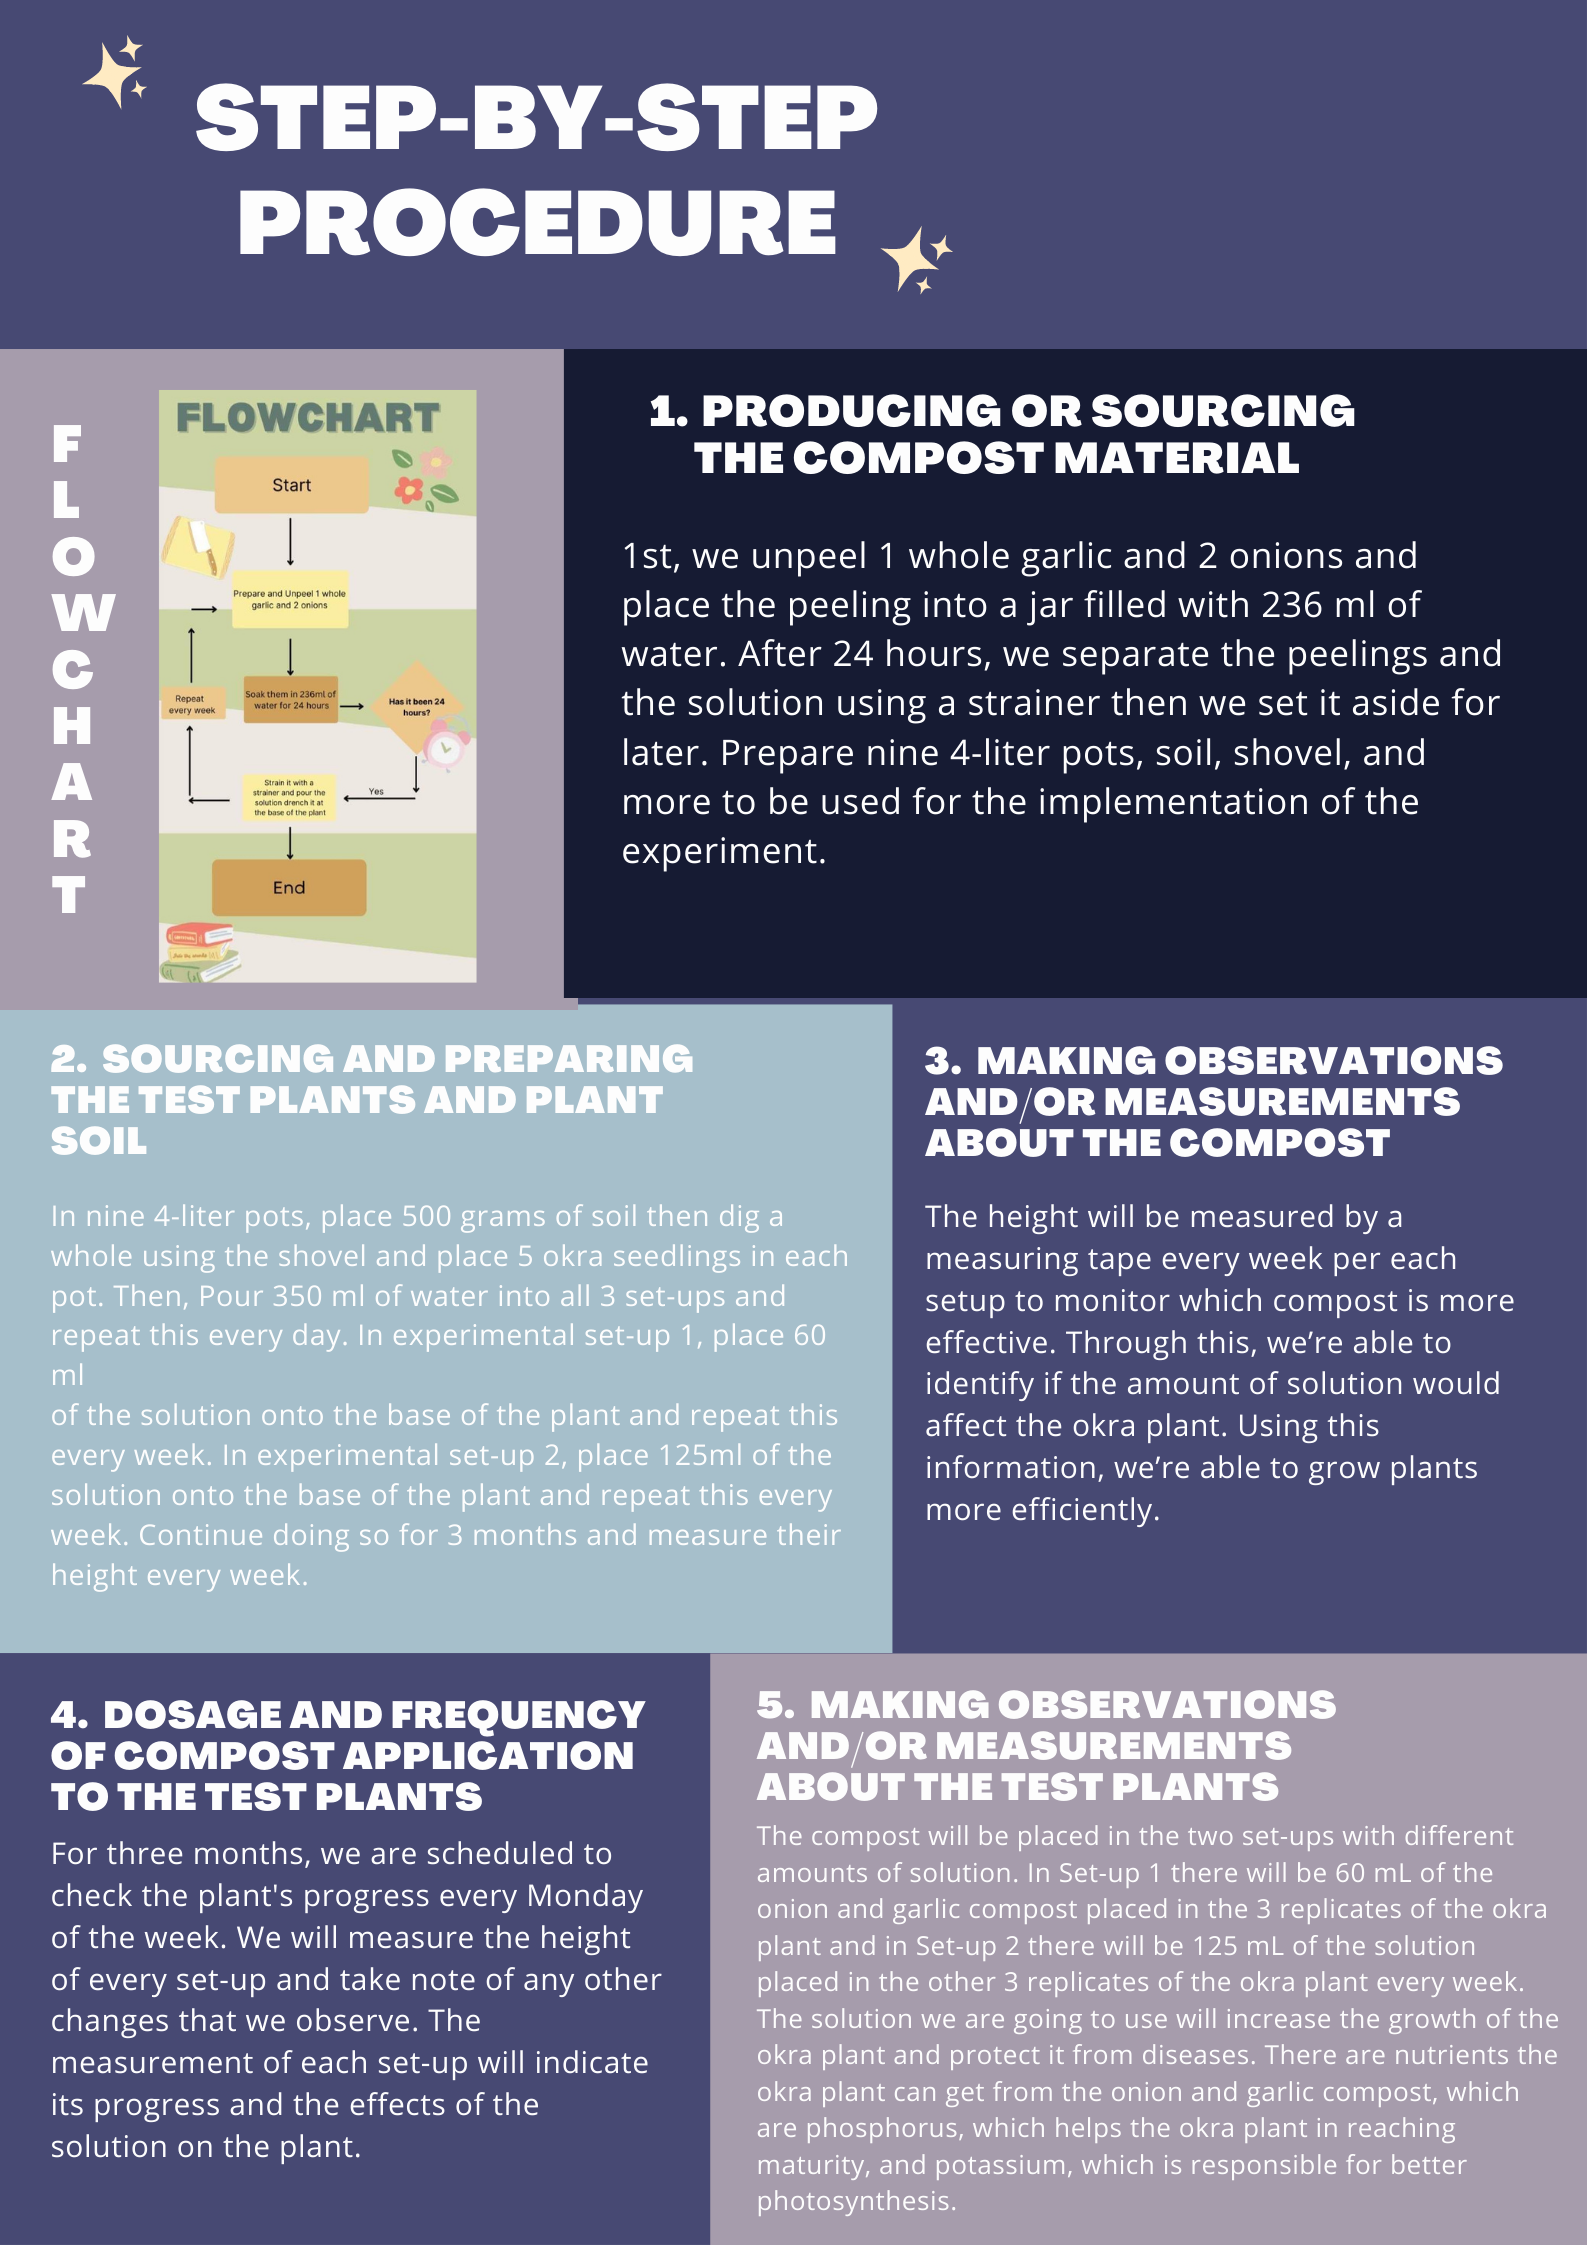 STEP-BY-STEP
PROCEDURE
F
L
O
W
C
H
A
R
T
FLOWCHART
Start
Prepare and Unpeel 1 whole
garlic and 2 onions
Repeat
every week
Soak them in 236ml of
water for 24 hours
Has it been 24
hours?
Strain it with a
strainer and pour the
solution drench it at
the base of the plant
Yes
End
1. PRODUCING OR SOURCING
THE COMPOST MATERIAL
1st, we unpeel 1 whole garlic and 2 onions and
place the peeling into a jar filled with 236 ml of
water. After 24 hours, we separate the peelings and
the solution using a strainer then we set it aside for
later. Prepare nine 4-liter pots, soil, shovel, and
more to be used for the implementation of the
experiment.
2. SOURCING AND PREPARING
THE TEST PLANTS AND PLANT
SOIL
In nine 4-liter pots, place 500 grams of soil then dig a
whole using the shovel and place 5 okra seedlings in each
pot. Then, Pour 350 ml of water into all 3 set-ups and
repeat this every day. In experimental set-up 1, place 60
ml
of the solution onto the base of the plant and repeat this
every week. In experimental set-up 2, place 125ml of the
solution onto the base of the plant and repeat this every
week. Continue doing so for 3 months and measure their
height every week.
3. MAKING OBSERVATIONS
AND/OR MEASUREMENTS
ABOUT THE COMPOST
The height will be measured by a
measuring tape every week per each
setup to monitor which compost is more
effective. Through this, we’re able to
identify if the amount of solution would
affect the okra plant. Using this
information, we’re able to grow plants
more efficiently.
4. DOSAGE AND FREQUENCY
OF COMPOST APPLICATION
TO THE TEST PLANTS
For three months, we are scheduled to
check the plant's progress every Monday
of the week. We will measure the height
of every set-up and take note of any other
changes that we observe. The
measurement of each set-up will indicate
its progress and the effects of the
solution on the plant.
5. MAKING OBSERVATIONS
AND/OR MEASUREMENTS
ABOUT THE TEST PLANTS
The compost will be placed in the two set-ups with different
amounts of solution. In Set-up 1 there will be 60 mL of the
onion and garlic compost placed in the 3 replicates of the okra
plant and in Set-up 2 there will be 125 mL of the solution
placed in the other 3 replicates of the okra plant every week.
The solution we are going to use will increase the growth of the
okra plant and protect it from diseases. There are nutrients the
okra plant can get from the onion and garlic compost, which
are phosphorus, which helps the okra plant in reaching
maturity, and potassium, which is responsible for better
photosynthesis.